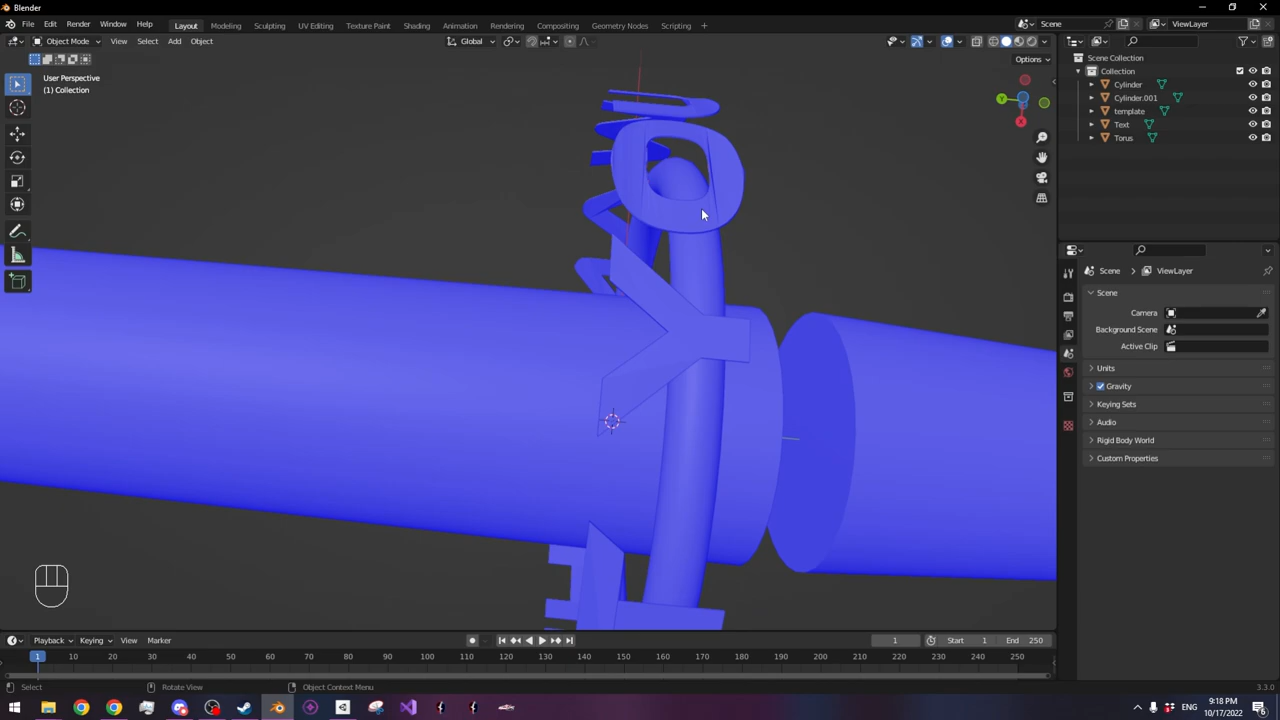 Blender
File Edit Render Window Help Layout Modeling Sculpting UV Editing Texture Paint Shading Animation Rendering Compositing Geometry Nodes Scripting + Scene ViewLayer
Object Mode View Select Add Object Global
Options
User Perspective
(1) Collection
Y
X
Scene Collection
Collection
Cylinder
Cylinder.001
template
Text
Torus
Scene ViewLayer
Scene
Camera
Background Scene
Active Clip
Units
Gravity
Keying Sets
Audio
Rigid Body World
Custom Properties
Playback Keying View Marker 1 Start 1 End 250
1 10 20 30 40 50 60 70 80 90 100 110 120 130 140 150 160 170 180 190 200 210 220 230 240 250
Select Rotate View Object Context Menu 3.3.0
9:18 PM
10/17/2022